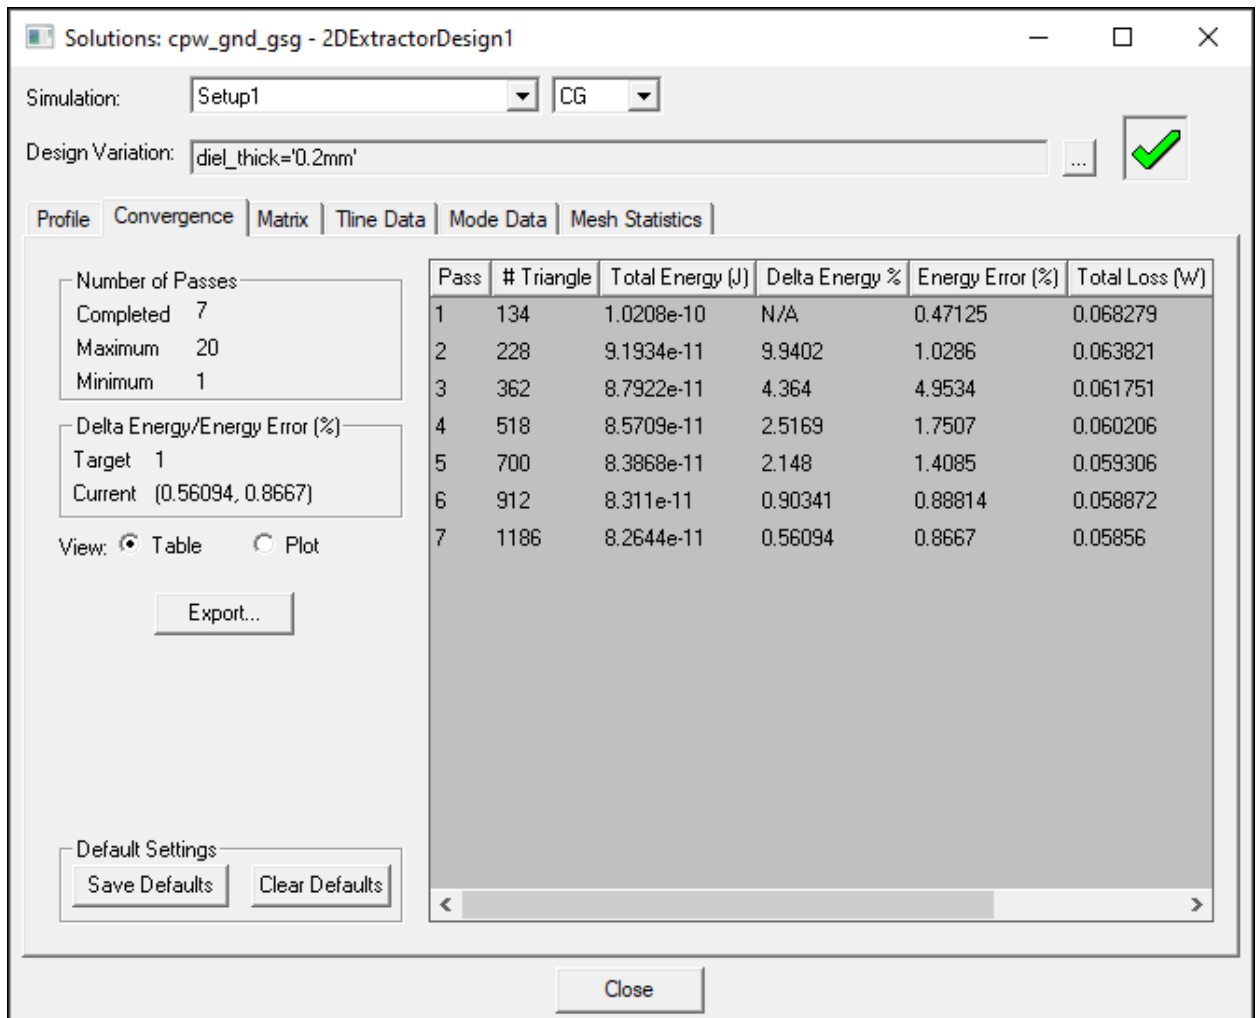 Solutions: cpw_gnd_gsg - 2DExtractorDesign1
Simulation: Setup1 CG
Design Variation: diel_thick='0.2mm' ...
Profile Convergence Matrix Tline Data Mode Data Mesh Statistics
Number of Passes
Completed 7
Maximum 20
Minimum 1
Delta Energy/Energy Error (%)
Target 1
Current (0.56094, 0.8667)
View: Table Plot
Export...
Default Settings
Save Defaults Clear Defaults
Pass # Triangle Total Energy (J) Delta Energy % Energy Error (%) Total Loss (W)
1 134 1.0208e-10 N/A 0.47125 0.068279
2 228 9.1934e-11 9.9402 1.0286 0.063821
3 362 8.7922e-11 4.364 4.9534 0.061751
4 518 8.5709e-11 2.5169 1.7507 0.060206
5 700 8.3868e-11 2.148 1.4085 0.059306
6 912 8.311e-11 0.90341 0.88814 0.058872
7 1186 8.2644e-11 0.56094 0.8667 0.05856
Close